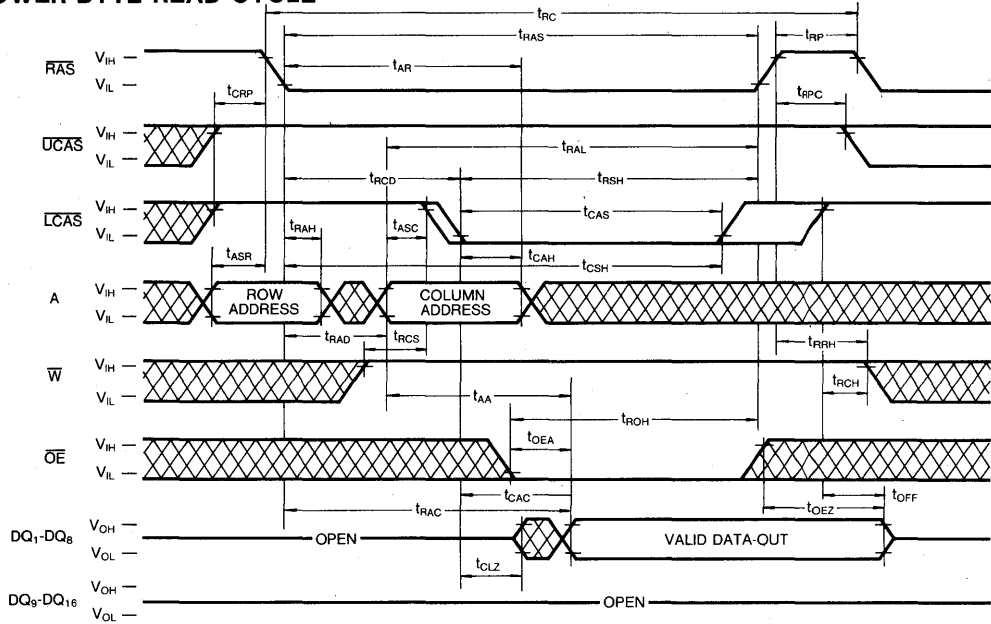 LOWER BYTE READ CYCLE
tRC
tRAS
tRP
RAS
VIH
VIL
tAR
tCRP
tRPC
UCAS
VIH
VIL
tRAL
tRCD
tRSH
LCAS
VIH
VIL
tCAS
tRAH
tASC
tASR
tCAH
tCSH
A
VIH
VIL
ROW ADDRESS
COLUMN ADDRESS
tRAD
tRCS
tRRH
W
VIH
VIL
tRCH
tAA
tROH
OE
VIH
VIL
tOEA
tCAC
tOFF
tRAC
tOEZ
DQ1-DQ8
VOH
VOL
OPEN
VALID DATA-OUT
tCLZ
DQ9-DQ16
VOH
VOL
OPEN